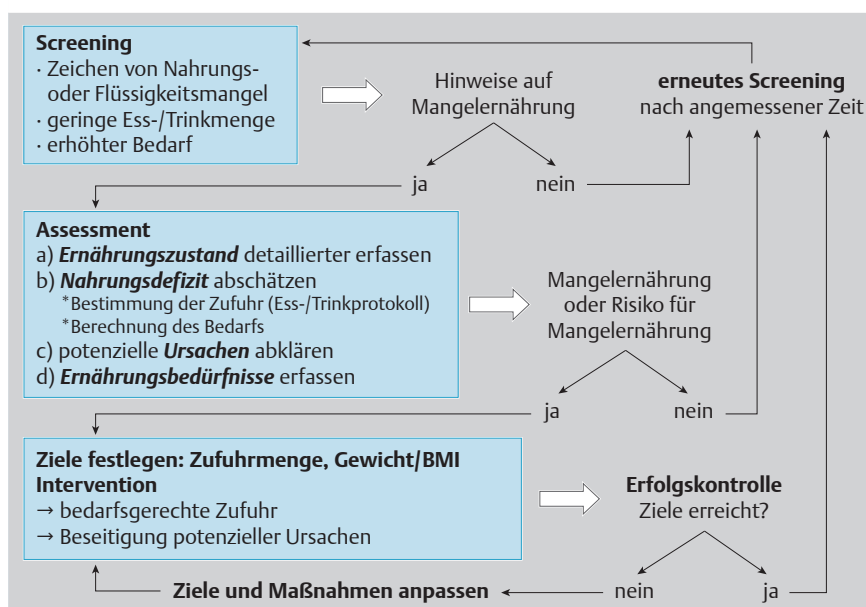 Screening
· Zeichen von Nahrungs-
oder Flüssigkeitsmangel
· geringe Ess-/Trinkmenge
· erhöhter Bedarf
Hinweise auf
Mangelernährung
erneutes Screening
nach angemessener Zeit
ja
nein
Assessment
a) Ernährungszustand detaillierter erfassen
b) Nahrungsdefizit abschätzen
*Bestimmung der Zufuhr (Ess-/Trinkprotokoll)
*Berechnung des Bedarfs
c) potenzielle Ursachen abklären
d) Ernährungsbedürfnisse erfassen
Mangelernährung
oder Risiko für
Mangelernährung
ja
nein
Ziele festlegen: Zufuhrmenge, Gewicht/BMI
Intervention
→ bedarfsgerechte Zufuhr
→ Beseitigung potenzieller Ursachen
Erfolgskontrolle
Ziele erreicht?
Ziele und Maßnahmen anpassen
nein
ja